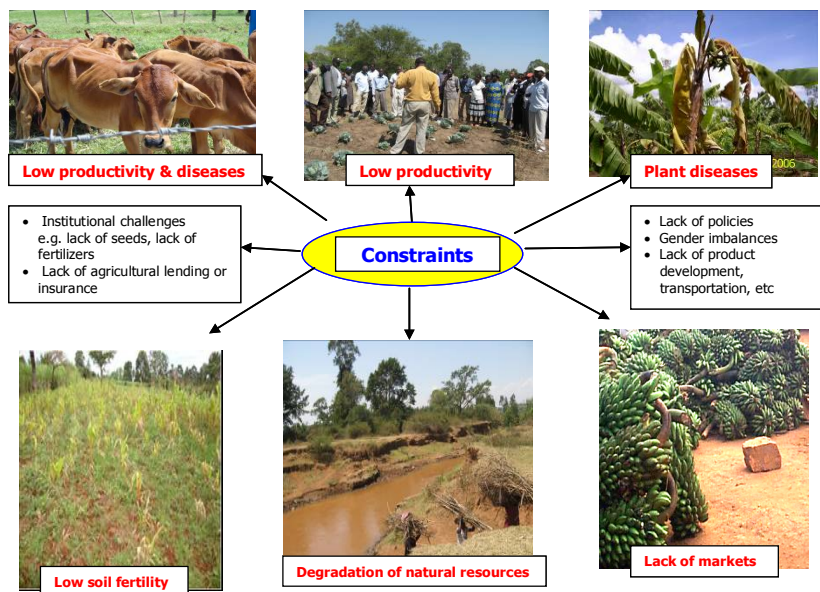 2006
Low productivity & diseases
Low productivity
Plant diseases
• Institutional challenges
e.g. lack of seeds, lack of
fertilizers
• Lack of agricultural lending or
insurance
Constraints
• Lack of policies
• Gender imbalances
• Lack of product
development,
transportation, etc
Low soil fertility
Degradation of natural resources
Lack of markets